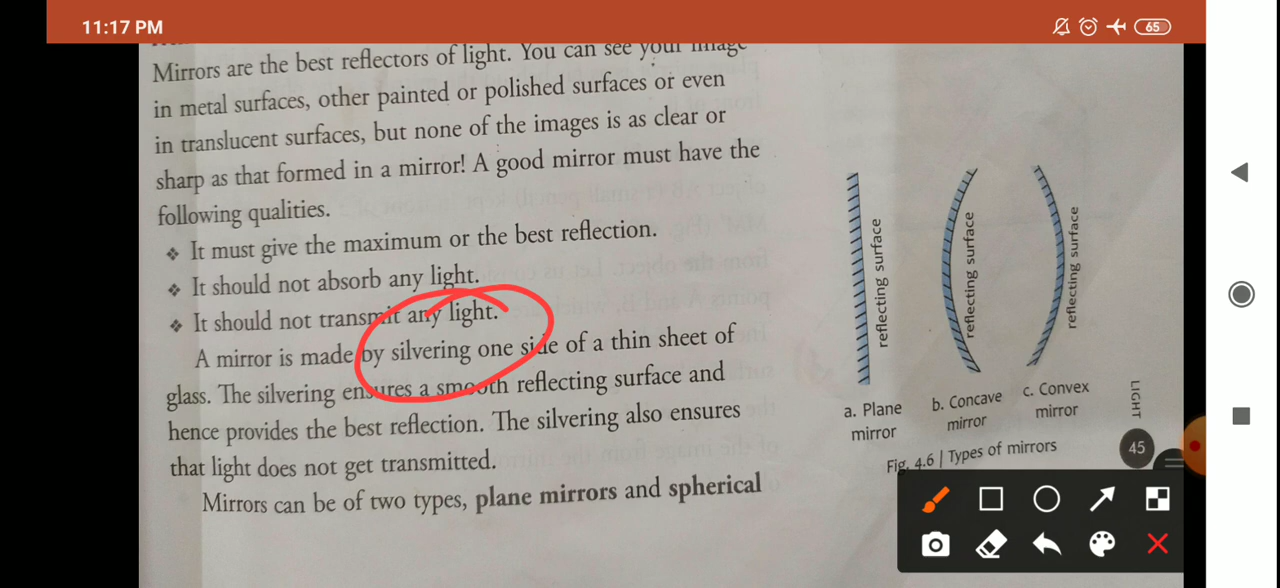 11:17 PM
65
Mirrors are the best reflectors of light. You can see your image
in metal surfaces, other painted or polished surfaces or even
in translucent surfaces, but none of the images is as clear or
sharp as that formed in a mirror! A good mirror must have the
following qualities.
❖ It must give the maximum or the best reflection.
❖ It should not absorb any light.
❖ It should not transmit any light.
A mirror is made by silvering one side of a thin sheet of
glass. The silvering ensures a smooth reflecting surface and
hence provides the best reflection. The silvering also ensures
that light does not get transmitted.
Mirrors can be of two types, plane mirrors and spherical
reflecting surface
reflecting surface
reflecting surface
a. Plane
mirror
b. Concave
mirror
c. Convex
mirror
Fig. 4.6 | Types of mirrors
LIGHT
45